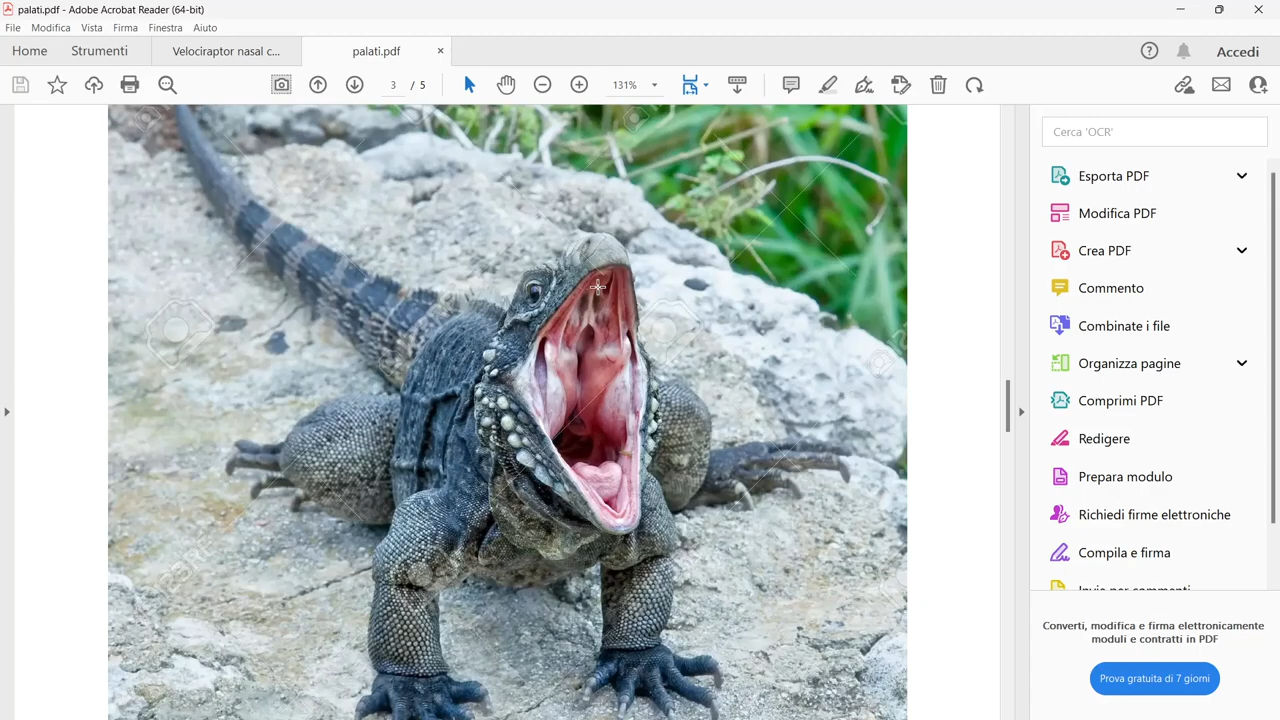 palati.pdf - Adobe Acrobat Reader (64-bit)
File Modifica Vista Firma Finestra Aiuto
Home Strumenti Velociraptor nasal c... palati.pdf Accedi
3 / 5 131%
Cerca 'OCR'
Esporta PDF
Modifica PDF
Crea PDF
Commento
Combinate i file
Organizza pagine
Comprimi PDF
Redigere
Prepara modulo
Richiedi firme elettroniche
Compila e firma
Invia per commenti
Converti, modifica e firma elettronicamente
moduli e contratti in PDF
Prova gratuita di 7 giorni